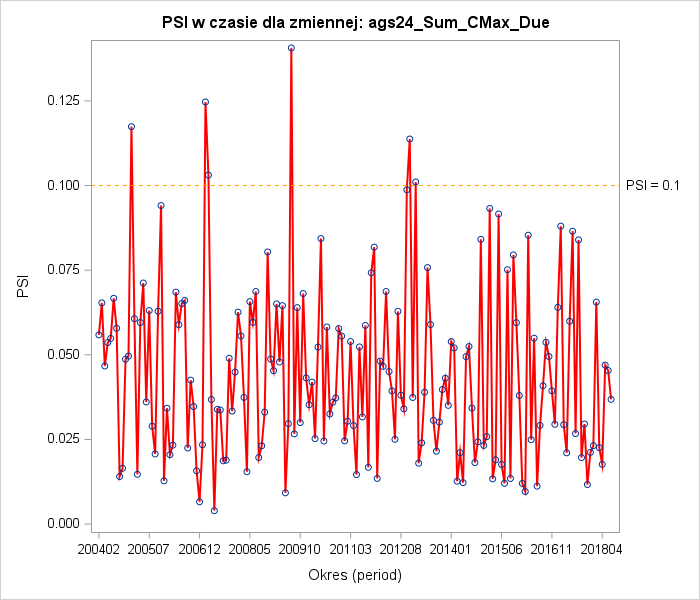 PSI w czasie dla zmiennej: ags24_Sum_CMax_Due
0.125
0.100
0.075
0.050
0.025
0.000
PSI
PSI = 0.1
200402 200507 200612 200805 200910 201103 201208 201401 201506 201611 201804
Okres (period)